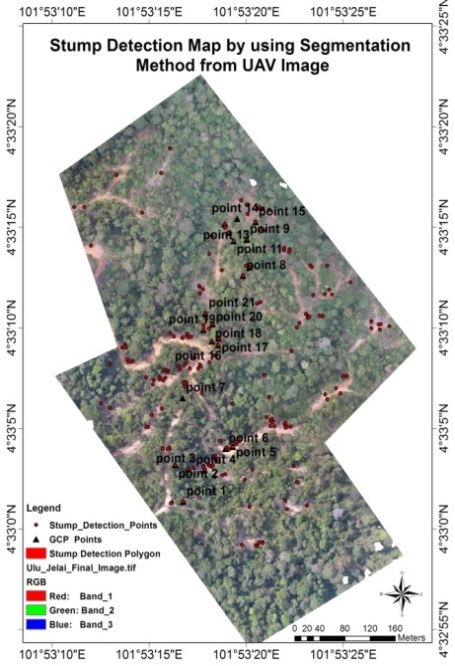 101°53'10"E 101°53'15"E 101°53'20"E 101°53'25"E
Stump Detection Map by using Segmentation
Method from UAV Image
4°33'25"N
4°33'20"N 4°33'20"N
point 14 point 15
4°33'15"N 4°33'15"N
point 13 point 9
point 11
point 8
point 21
point 19 point 20
4°33'10"N 4°33'10"N
point 18
point 17
point 16
point 7
4°33'5"N 4°33'5"N
point 6
point 5
point 3 point 4
point 2
point 1
Legend
Stump_Detection_Points
GCP Points
Stump Detection Polygon
Ulu_Jelai_Final_Image.tif
RGB
Red: Band_1
Green: Band_2
Blue: Band_3
4°33'0"N 4°33'0"N
N
W E
S
0 20 40 80 120 160
Meters
4°32'55"N
101°53'10"E 101°53'15"E 101°53'20"E 101°53'25"E